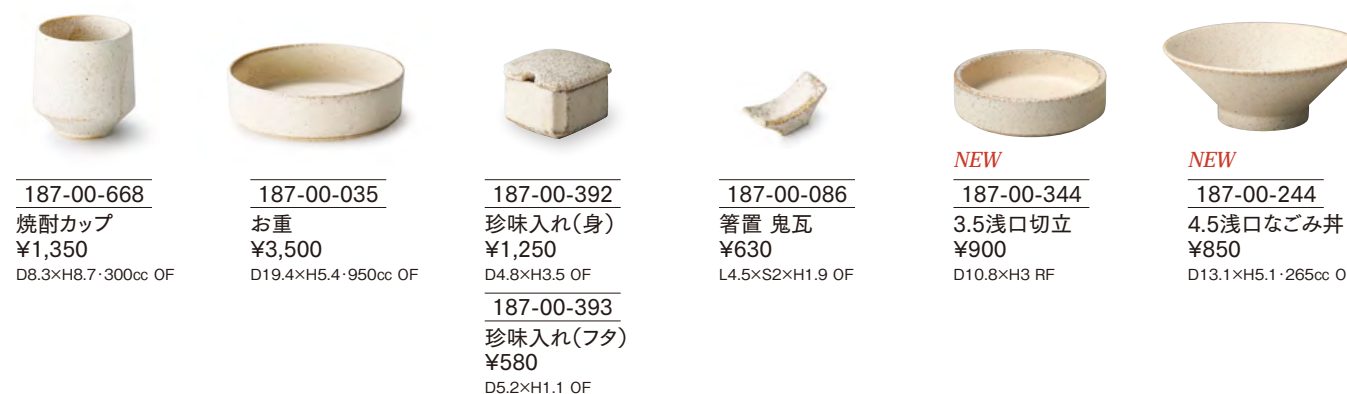 187-00-668
焼酎カップ
¥1,350
D8.3×H8.7·300cc OF
187-00-035
お重
¥3,500
D19.4×H5.4·950cc OF
187-00-392
珍味入れ(身)
¥1,250
D4.8×H3.5 OF
187-00-393
珍味入れ(フタ)
¥580
D5.2×H1.1 OF
187-00-086
箸置 鬼瓦
¥630
L4.5×S2×H1.9 OF
NEW
187-00-344
3.5浅口切立
¥900
D10.8×H3 RF
NEW
187-00-244
4.5浅口なごみ丼
¥850
D13.1×H5.1·265cc O